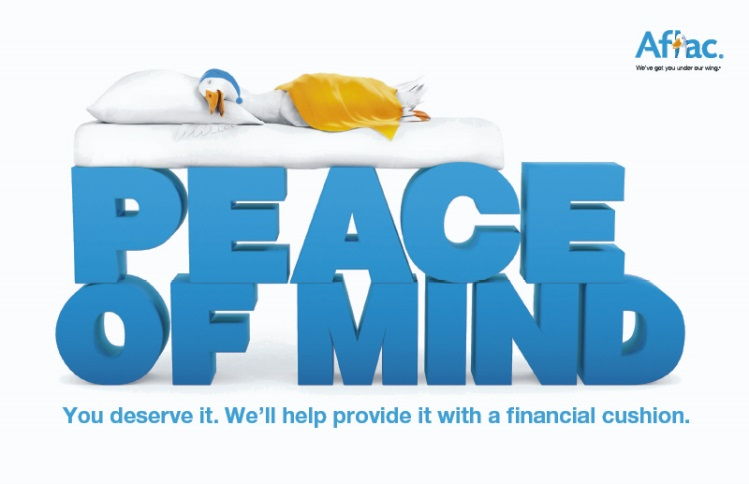 Aflac.
We've got you under our wing.®
PEACE
OF MIND
You deserve it. We'll help provide it with a financial cushion.